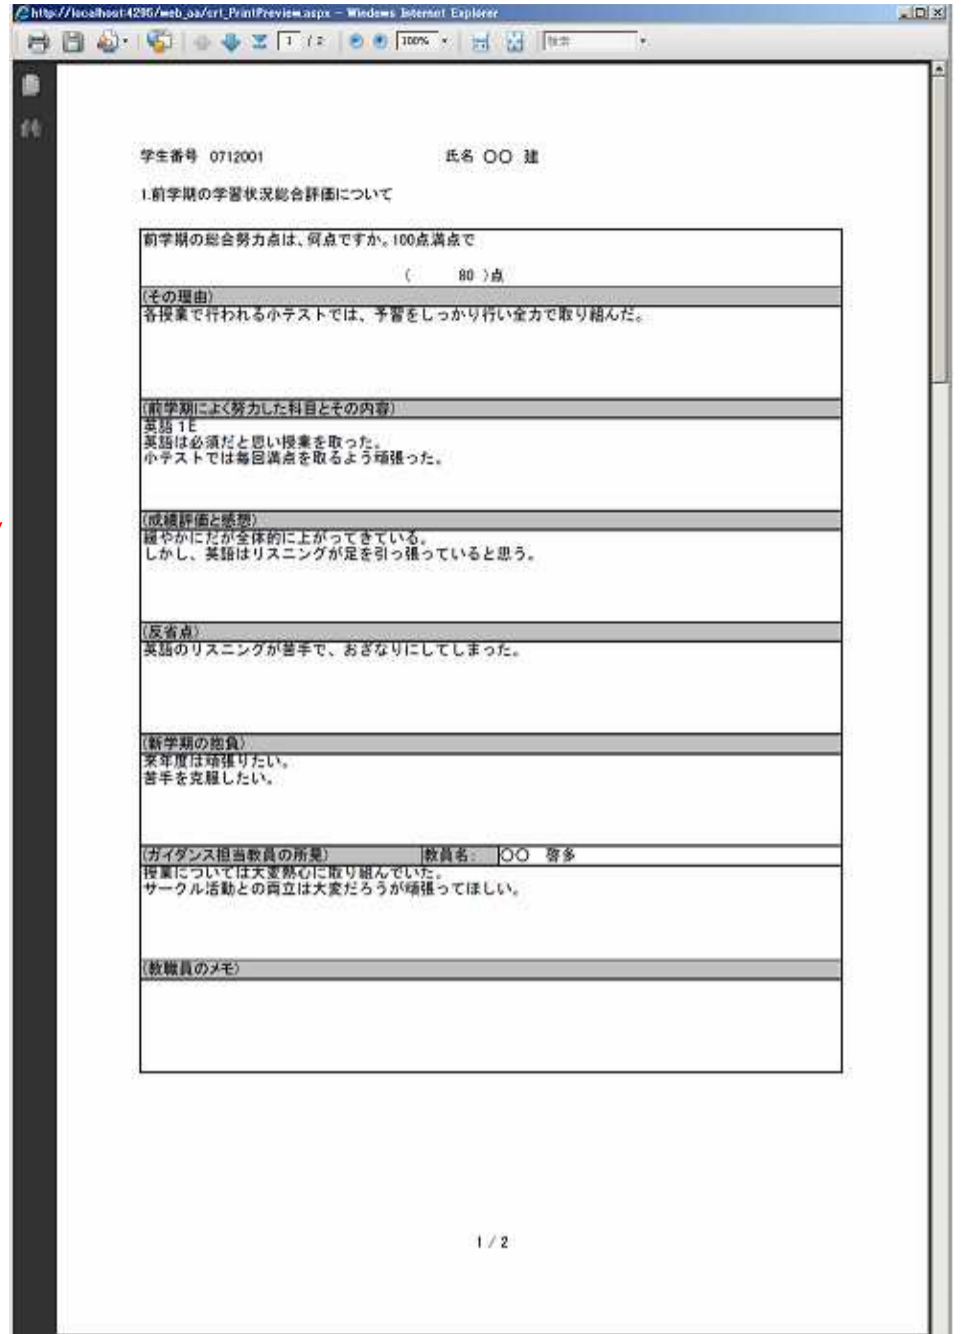 http://localhost:4295/web_aa/crt_PrintPreview.aspx - Windows Internet Explorer
1 / 2 100% 検索
学生番号 0712001 氏名 〇〇 建
1.前学期の学習状況総合評価について
前学期の総合努力点は、何点ですか。100点満点で
( 80 )点
(その理由)
各授業で行われる小テストでは、予習をしっかり行い全力で取り組んだ。
(前学期によく努力した科目とその内容)
英語1E
英語は必須だと思い授業を取った。
小テストでは毎回満点を取るよう頑張った。
(成績評価と感想)
緩やかにだが全体的に上がってきている。
しかし、英語はリスニングが足を引っ張っていると思う。
(反省点)
英語のリスニングが苦手で、おざなりにしてしまった。
(新学期の抱負)
来年度は頑張りたい。
苦手を克服したい。
(ガイダンス担当教員の所見) 教員名: 〇〇 啓多
授業については大変熱心に取り組んでいた。
サークル活動との両立は大変だろうが頑張ってほしい。
(教職員のメモ)
1 / 2